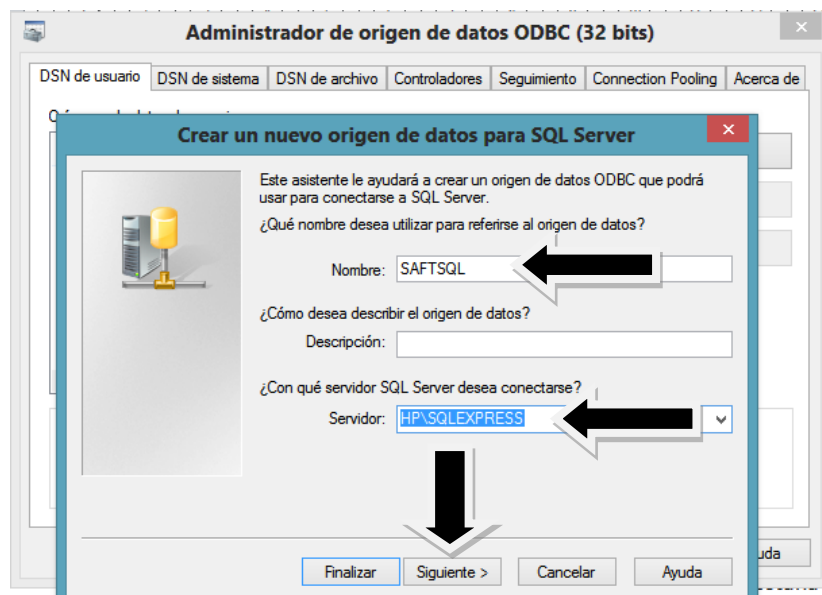 Administrador de origen de datos ODBC (32 bits)
DSN de usuario DSN de sistema DSN de archivo Controladores Seguimiento Connection Pooling Acerca de
Crear un nuevo origen de datos para SQL Server
Este asistente le ayudará a crear un origen de datos ODBC que podrá
usar para conectarse a SQL Server.
¿Qué nombre desea utilizar para referirse al origen de datos?
Nombre: SAFTSQL
¿Cómo desea describir el origen de datos?
Descripción:
¿Con qué servidor SQL Server desea conectarse?
Servidor: HP\SQLEXPRESS
Finalizar Siguiente > Cancelar Ayuda